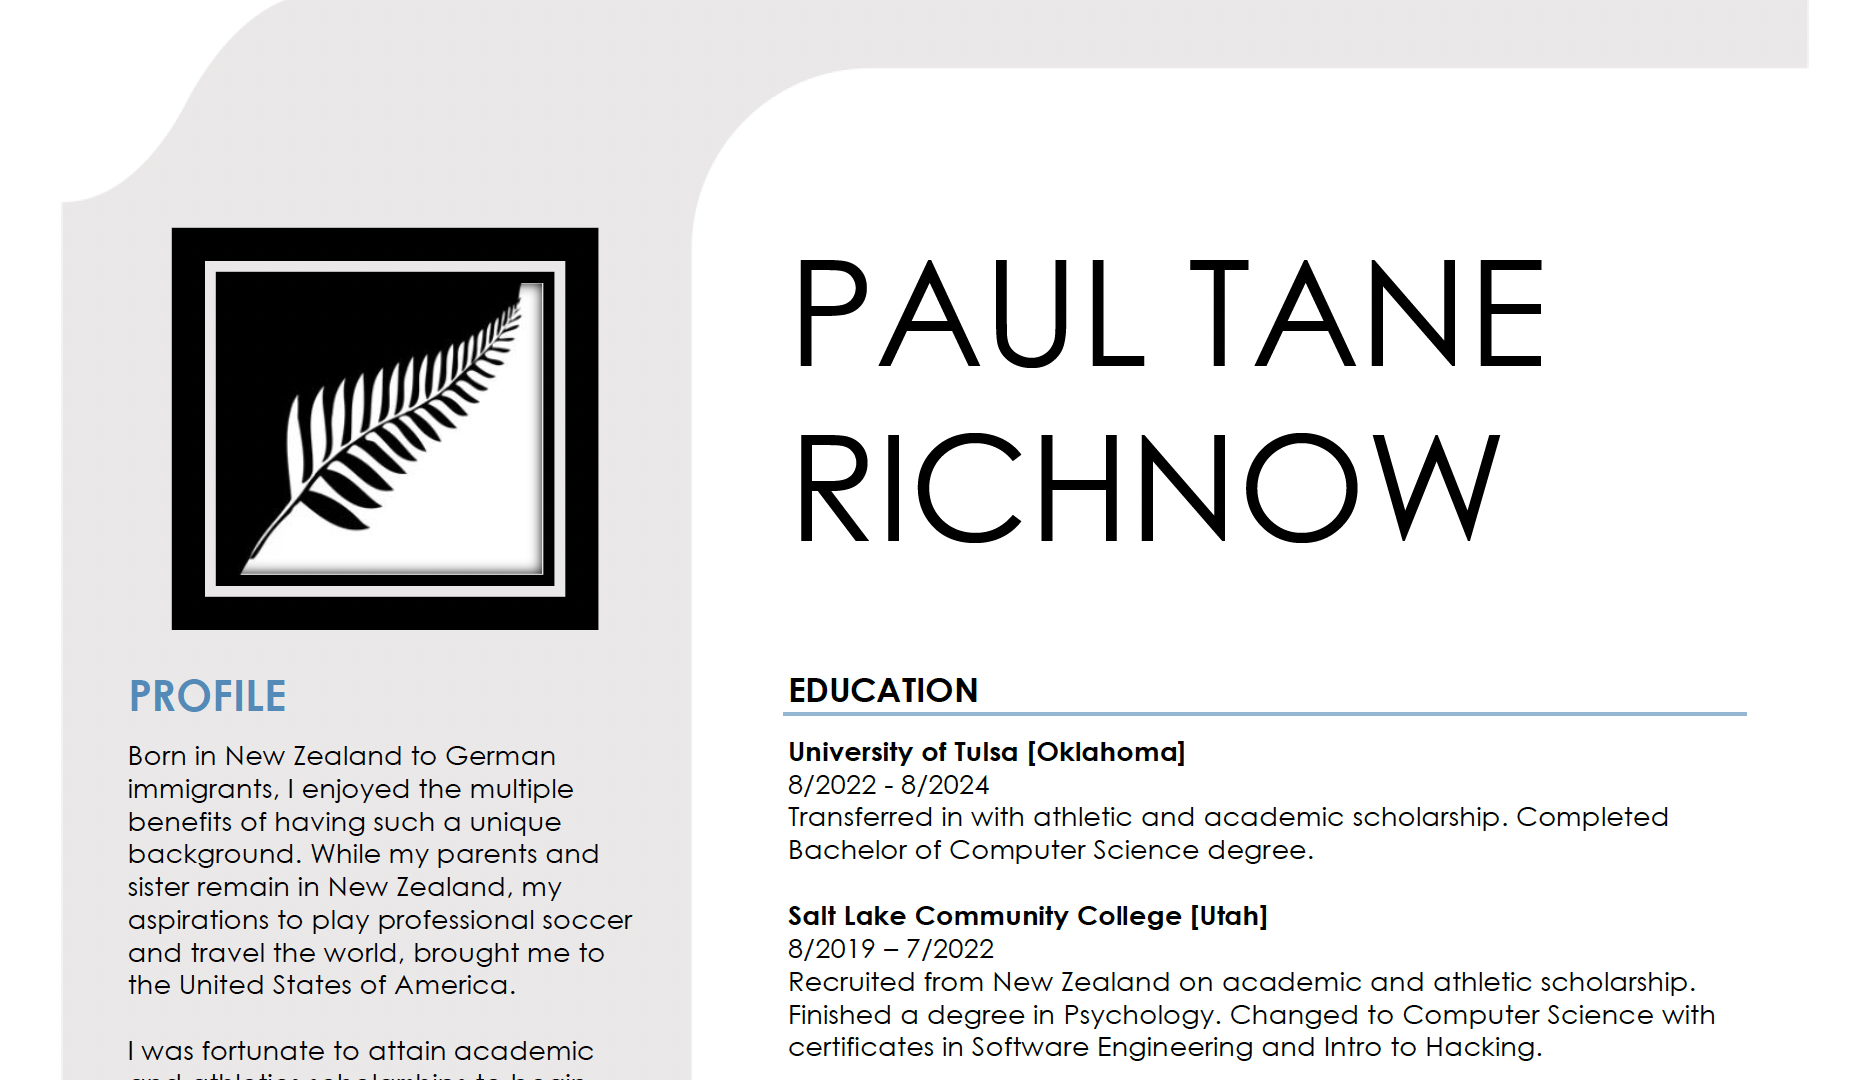 PAUL TANE
RICHNOW
PROFILE
Born in New Zealand to German
immigrants, I enjoyed the multiple
benefits of having such a unique
background. While my parents and
sister remain in New Zealand, my
aspirations to play professional soccer
and travel the world, brought me to
the United States of America.
I was fortunate to attain academic
and athletics scholarships to begin
EDUCATION
University of Tulsa [Oklahoma]
8/2022 - 8/2024
Transferred in with athletic and academic scholarship. Completed
Bachelor of Computer Science degree.
Salt Lake Community College [Utah]
8/2019 – 7/2022
Recruited from New Zealand on academic and athletic scholarship.
Finished a degree in Psychology. Changed to Computer Science with
certificates in Software Engineering and Intro to Hacking.